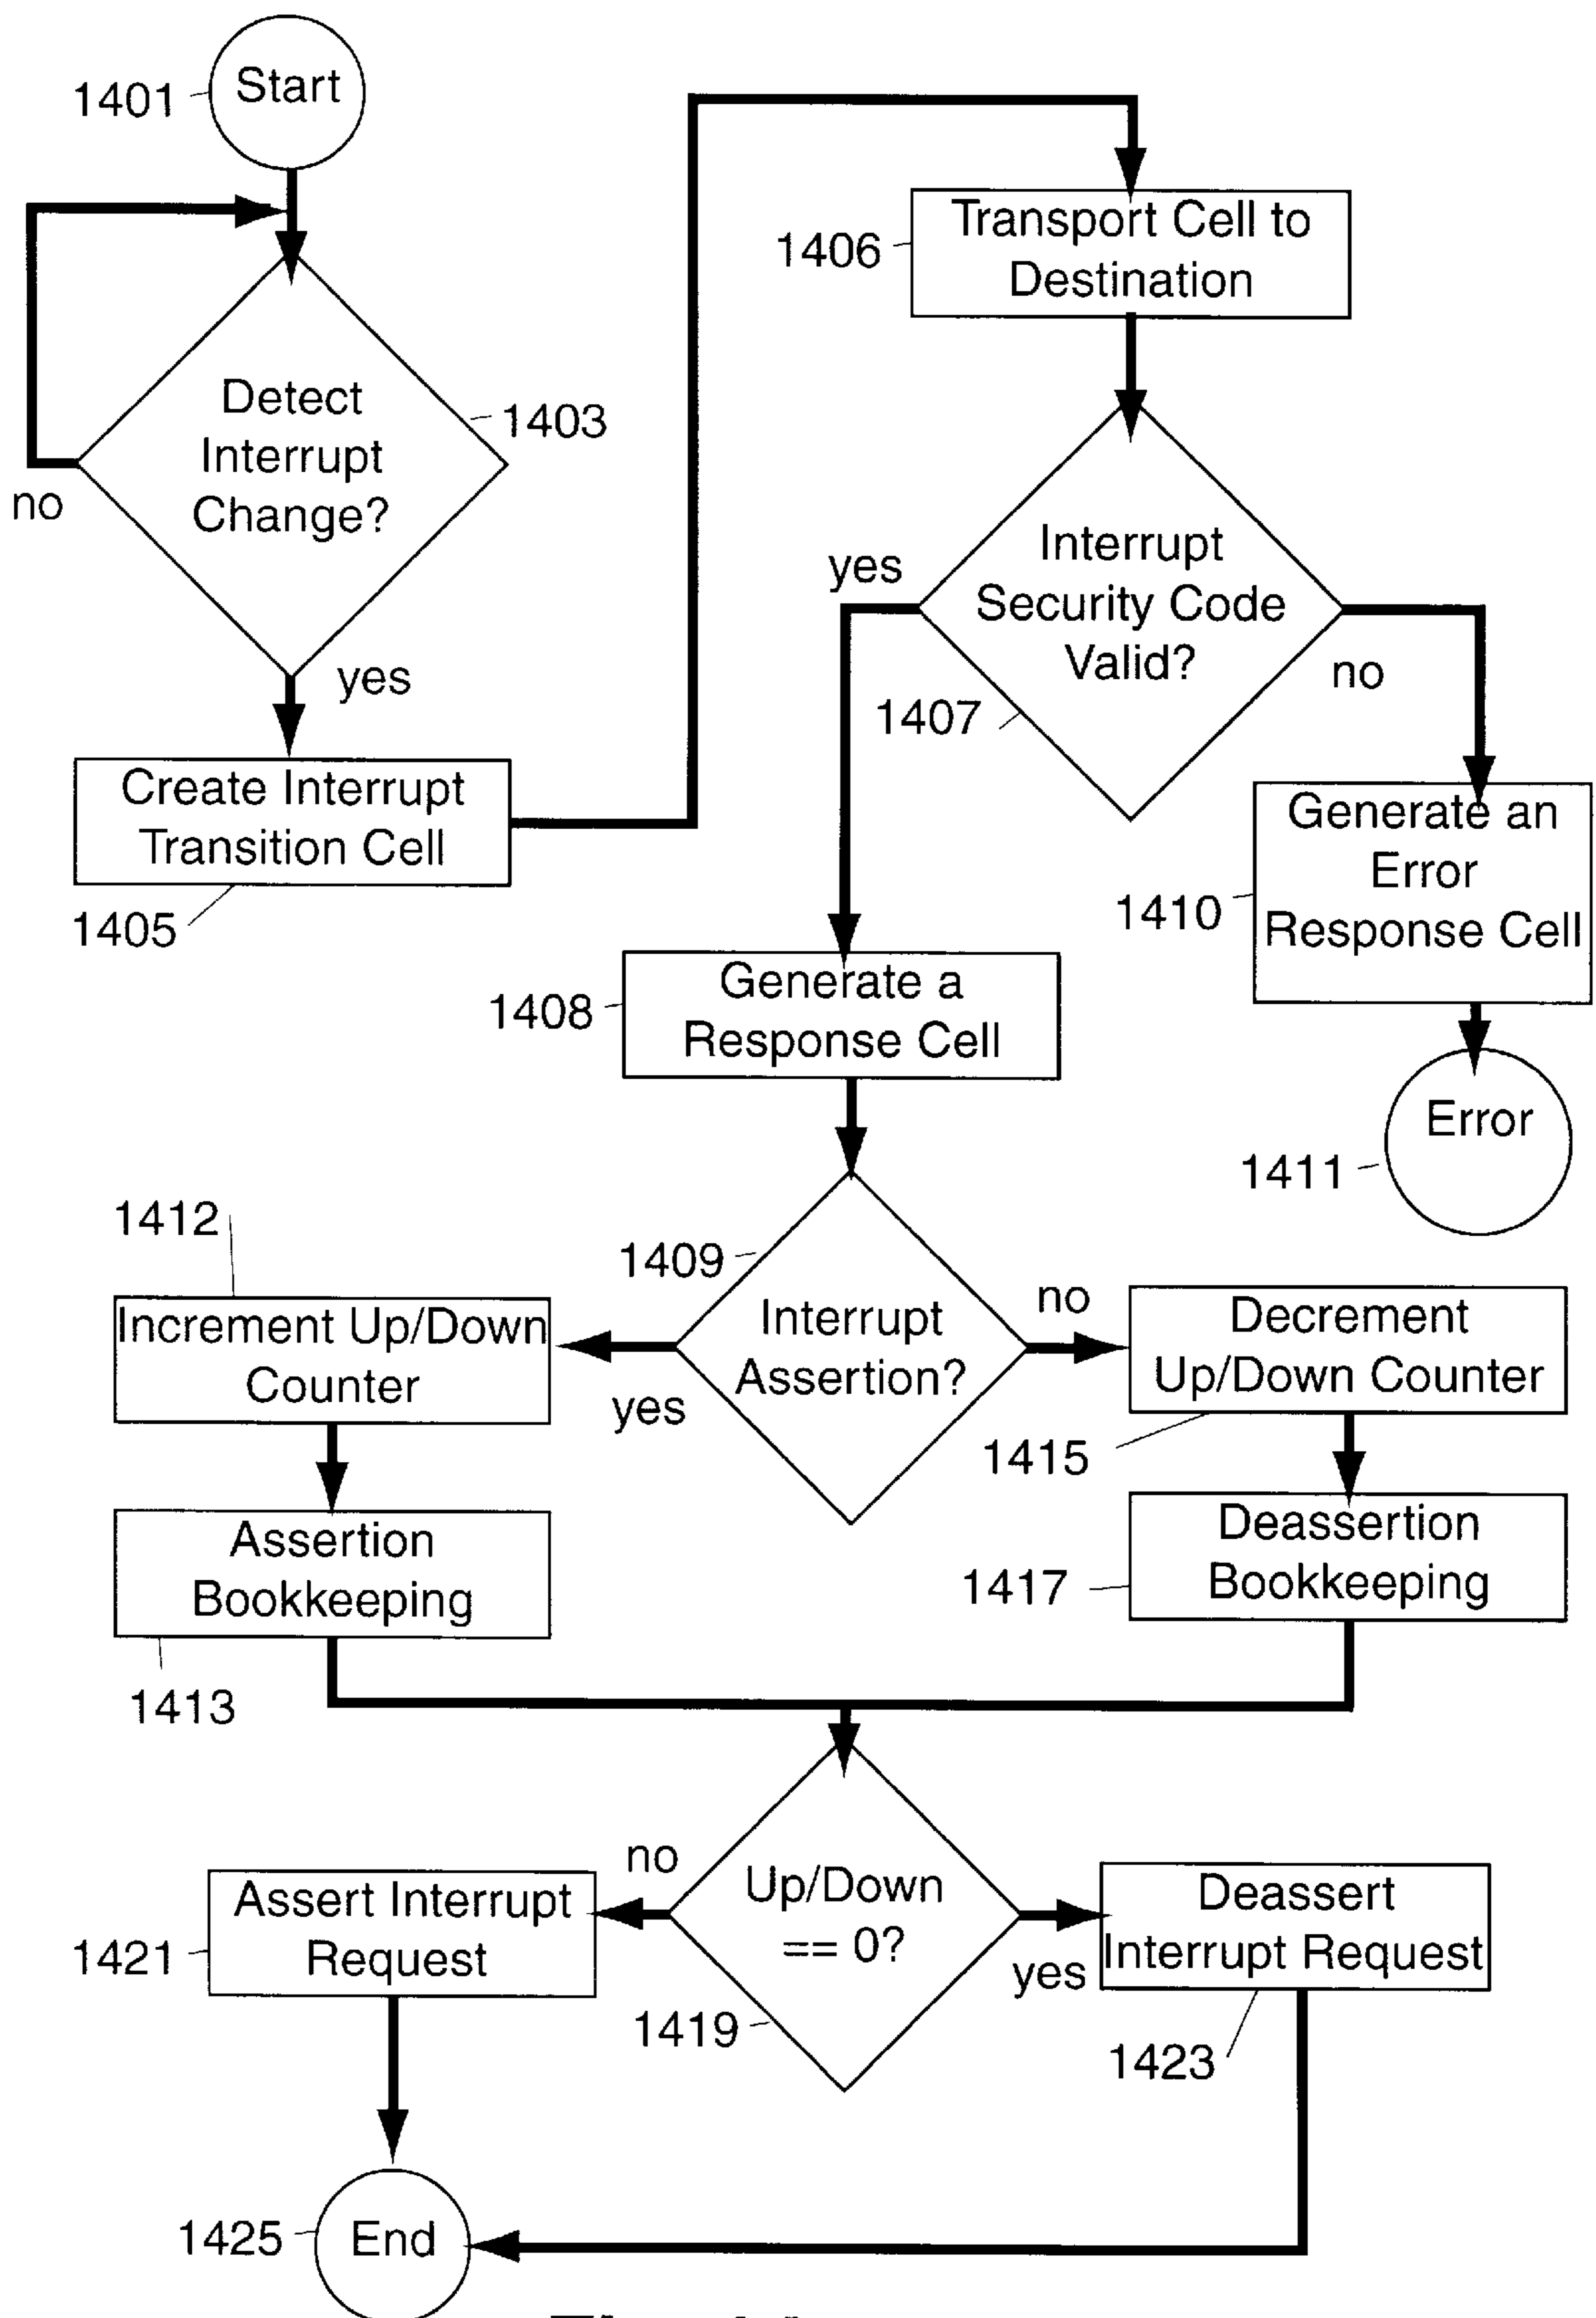 1401
Start
1406
Transport Cell to
Destination
Detect
Interrupt
Change?
1403
no
yes
Create Interrupt
Transition Cell
1405
Interrupt
Security Code
Valid?
yes
no
1407
Generate an
Error
Response Cell
1410
Generate a
Response Cell
1408
Error
1411
1412
1409
Interrupt
Assertion?
yes
no
Increment Up/Down
Counter
Decrement
Up/Down Counter
1415
Assertion
Bookkeeping
1413
Deassertion
Bookkeeping
1417
Up/Down
== 0?
no
yes
1419
Assert Interrupt
Request
1421
Deassert
Interrupt Request
1423
1425
End